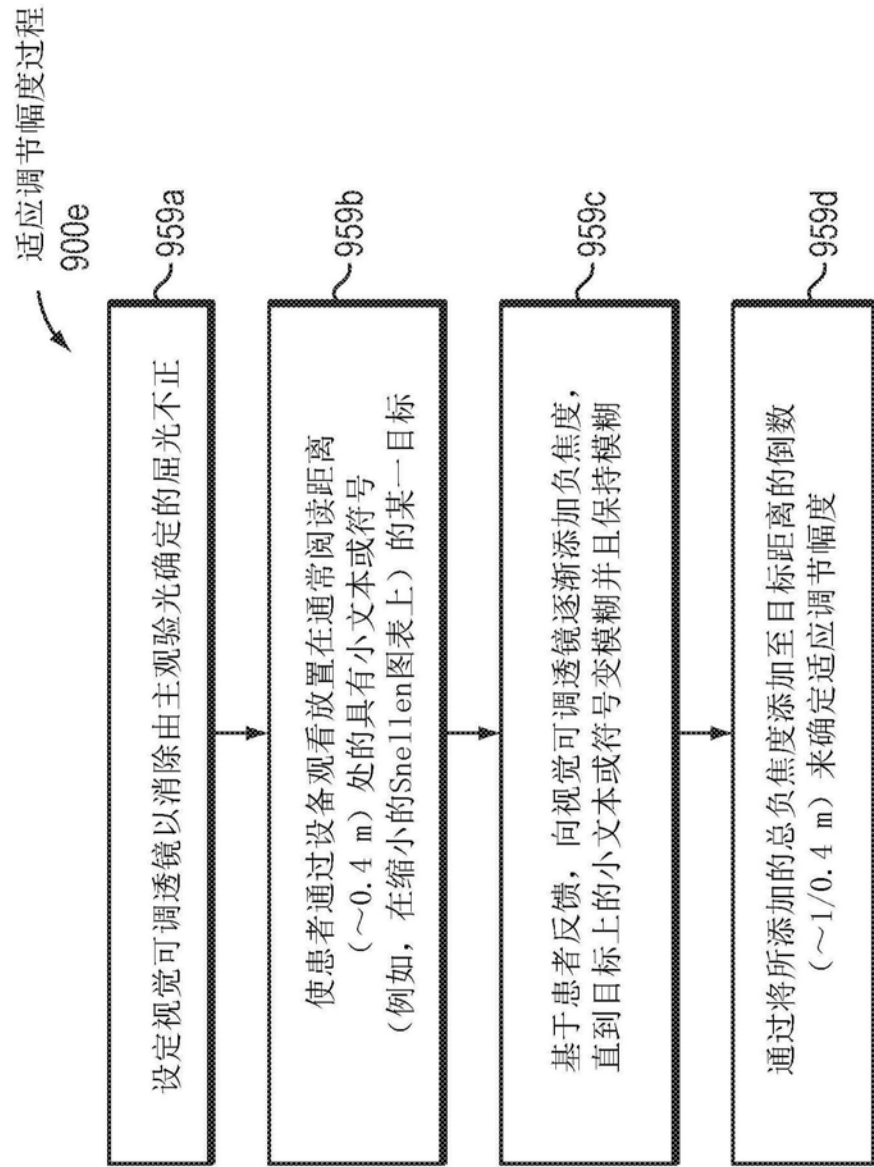 适应调节幅度过程
900e
设定视觉可调透镜以消除由主观验光确定的屈光不正
959a
使患者通过设备观看放置在通常阅读距离
（～0.4 m）处的具有小文本或符号
（例如，在缩小的Snellen图表上）的某一目标
959b
基于患者反馈，向视觉可调透镜逐渐添加负焦度，
直到目标上的小文本或符号变模糊并且保持模糊
959c
通过将所添加的总负焦度添加至目标距离的倒数
（～1/0.4 m）来确定适应调节幅度
959d